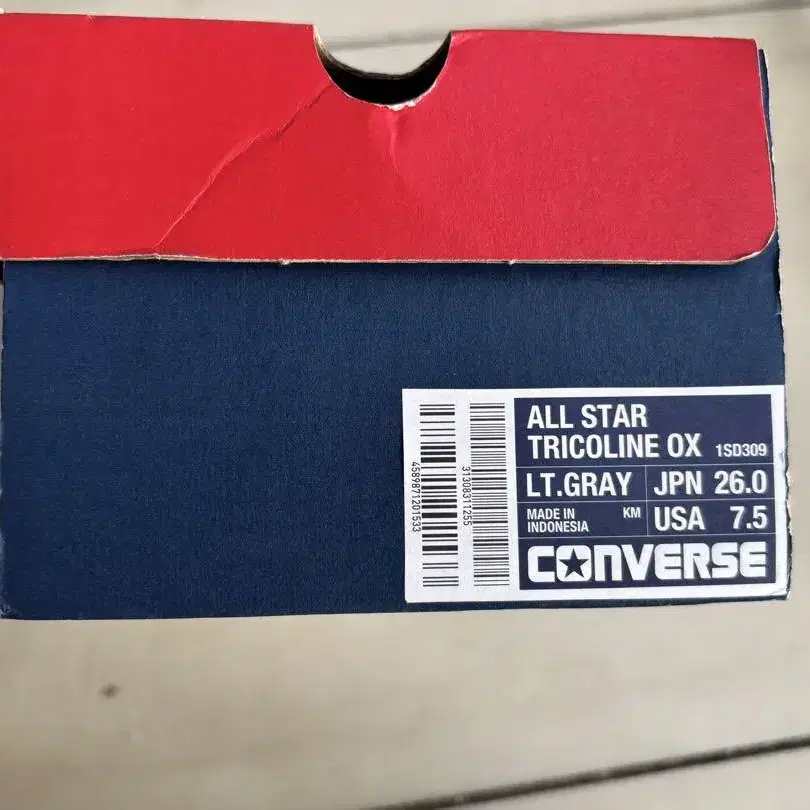 ALL STAR
TRICOLINE OX 1SD309
LT.GRAY JPN 26.0
MADE IN
INDONESIA KM USA 7.5
CONVERSE
4589871201533
31308311255